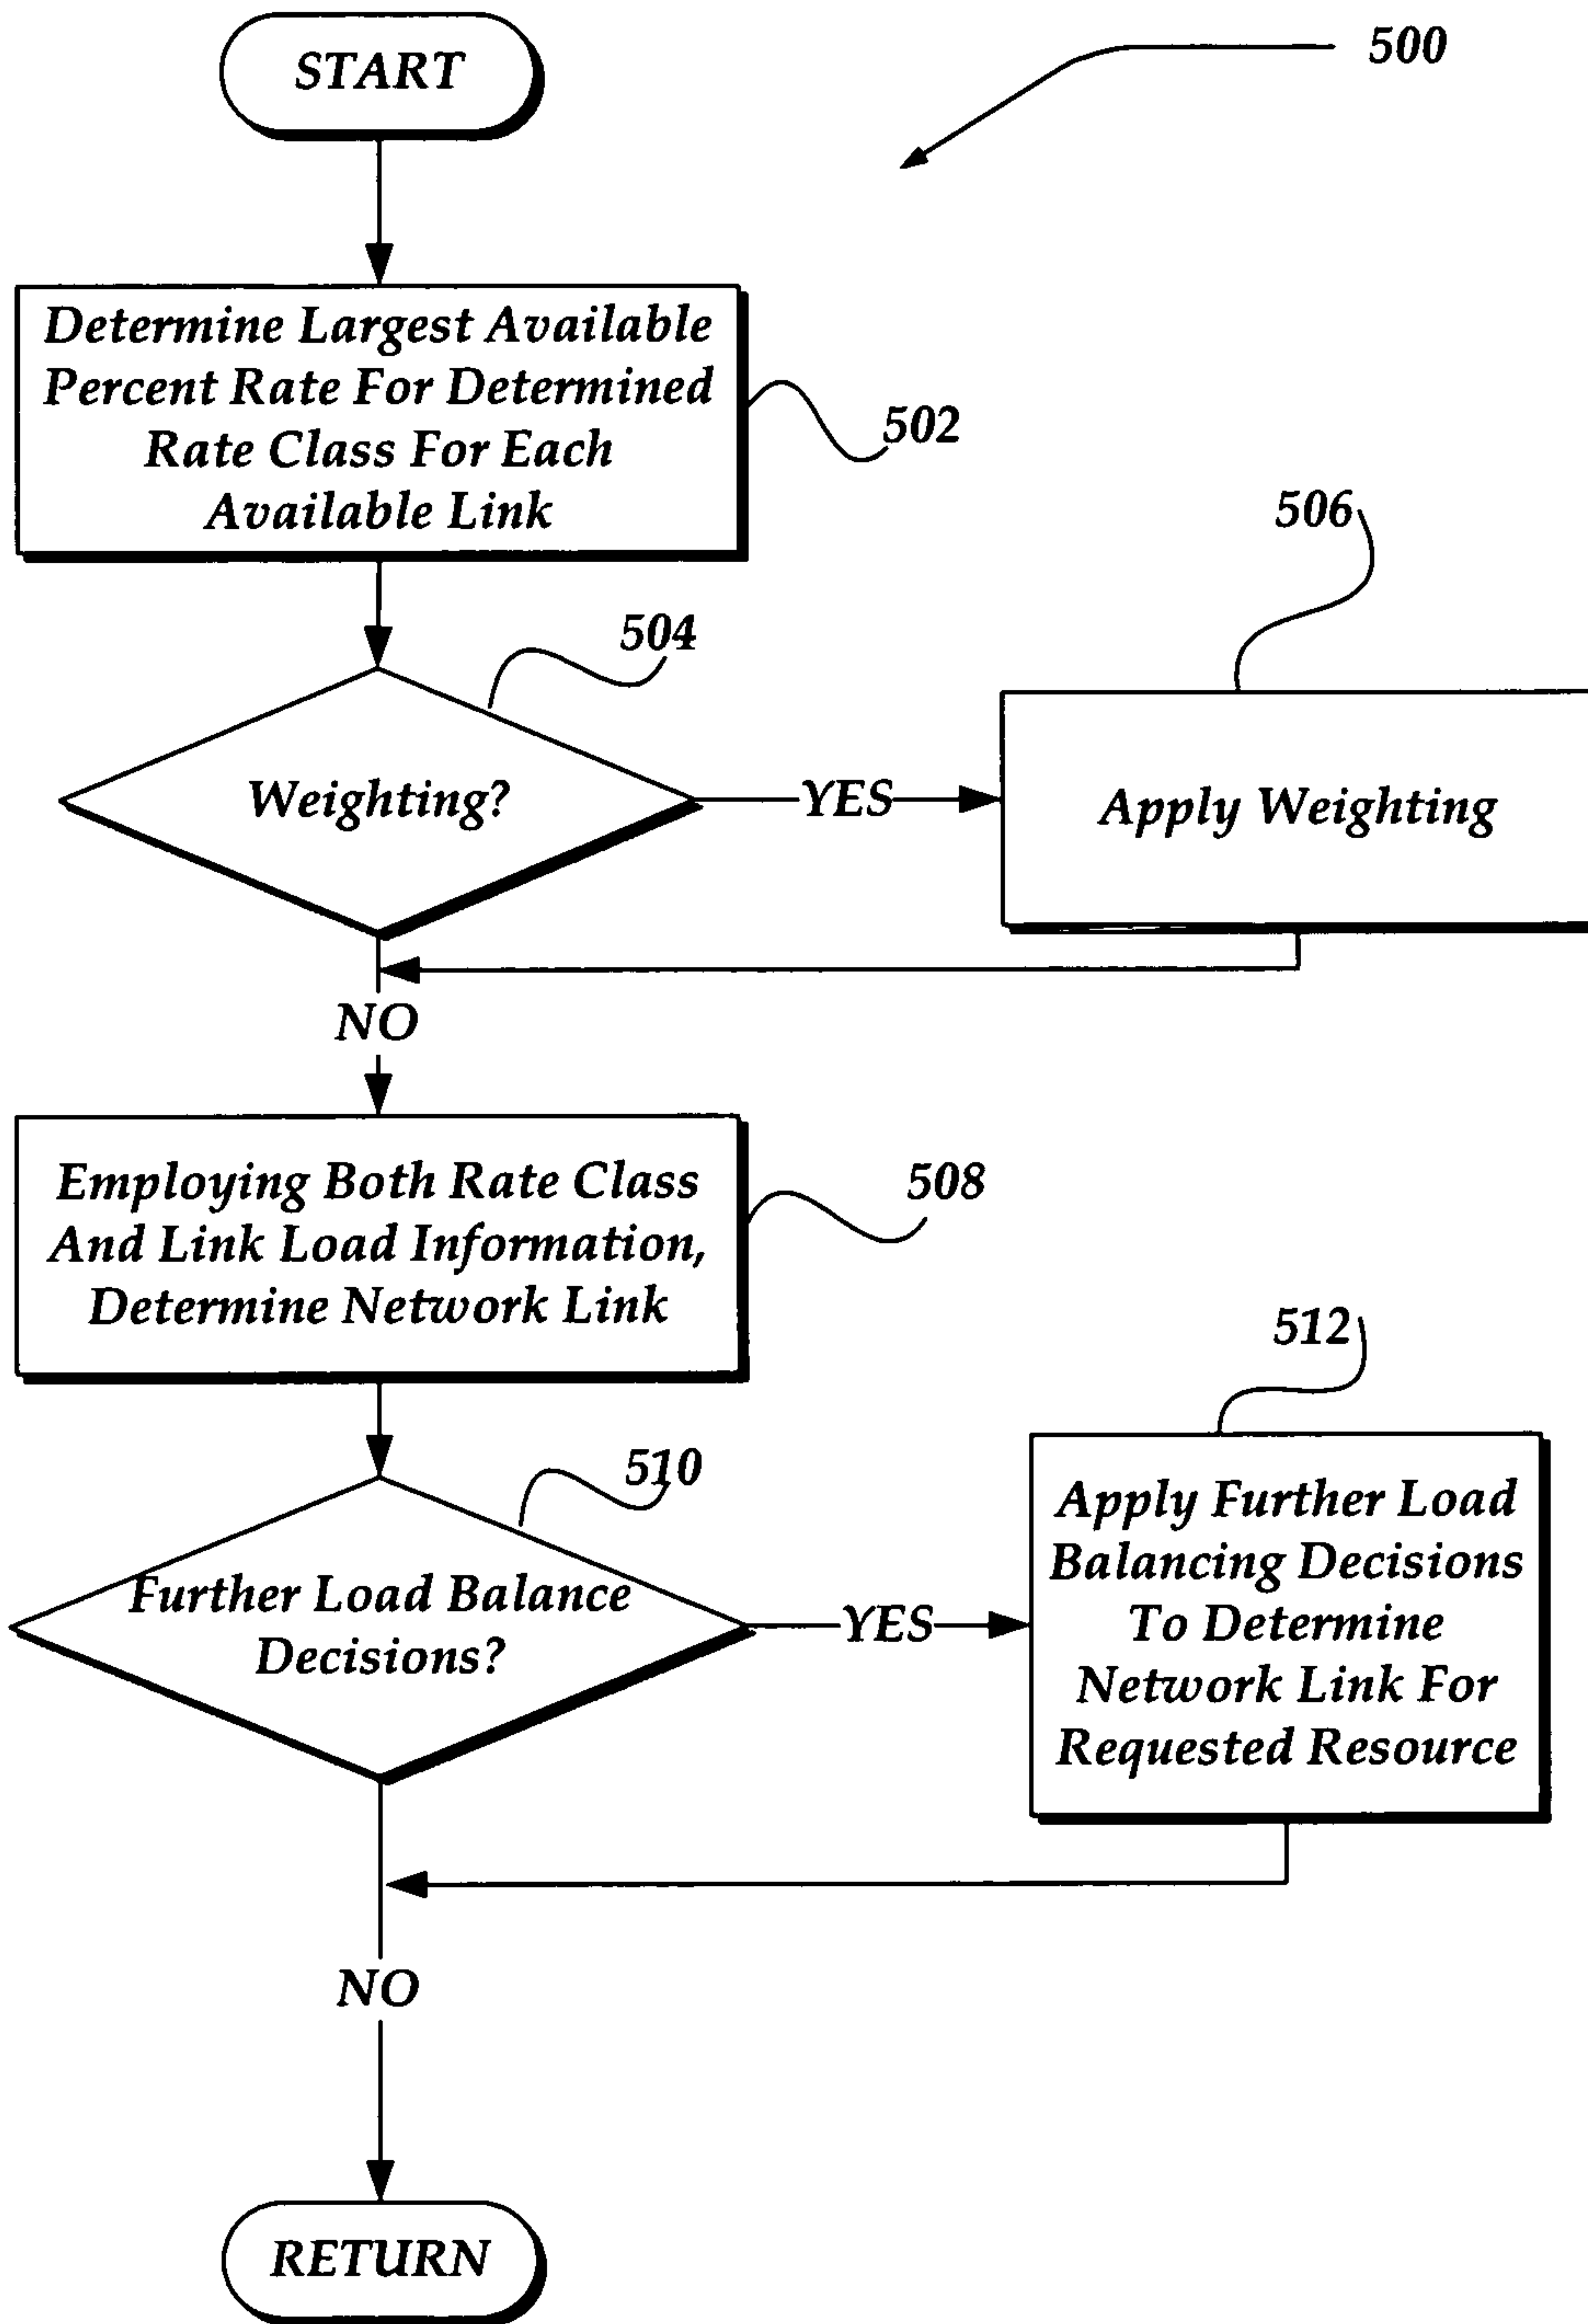 START
500
Determine Largest Available
Percent Rate For Determined
Rate Class For Each
Available Link
502
504
506
Weighting?
YES
Apply Weighting
NO
Employing Both Rate Class
And Link Load Information,
Determine Network Link
508
510
512
Further Load Balance
Decisions?
YES
Apply Further Load
Balancing Decisions
To Determine
Network Link For
Requested Resource
NO
RETURN